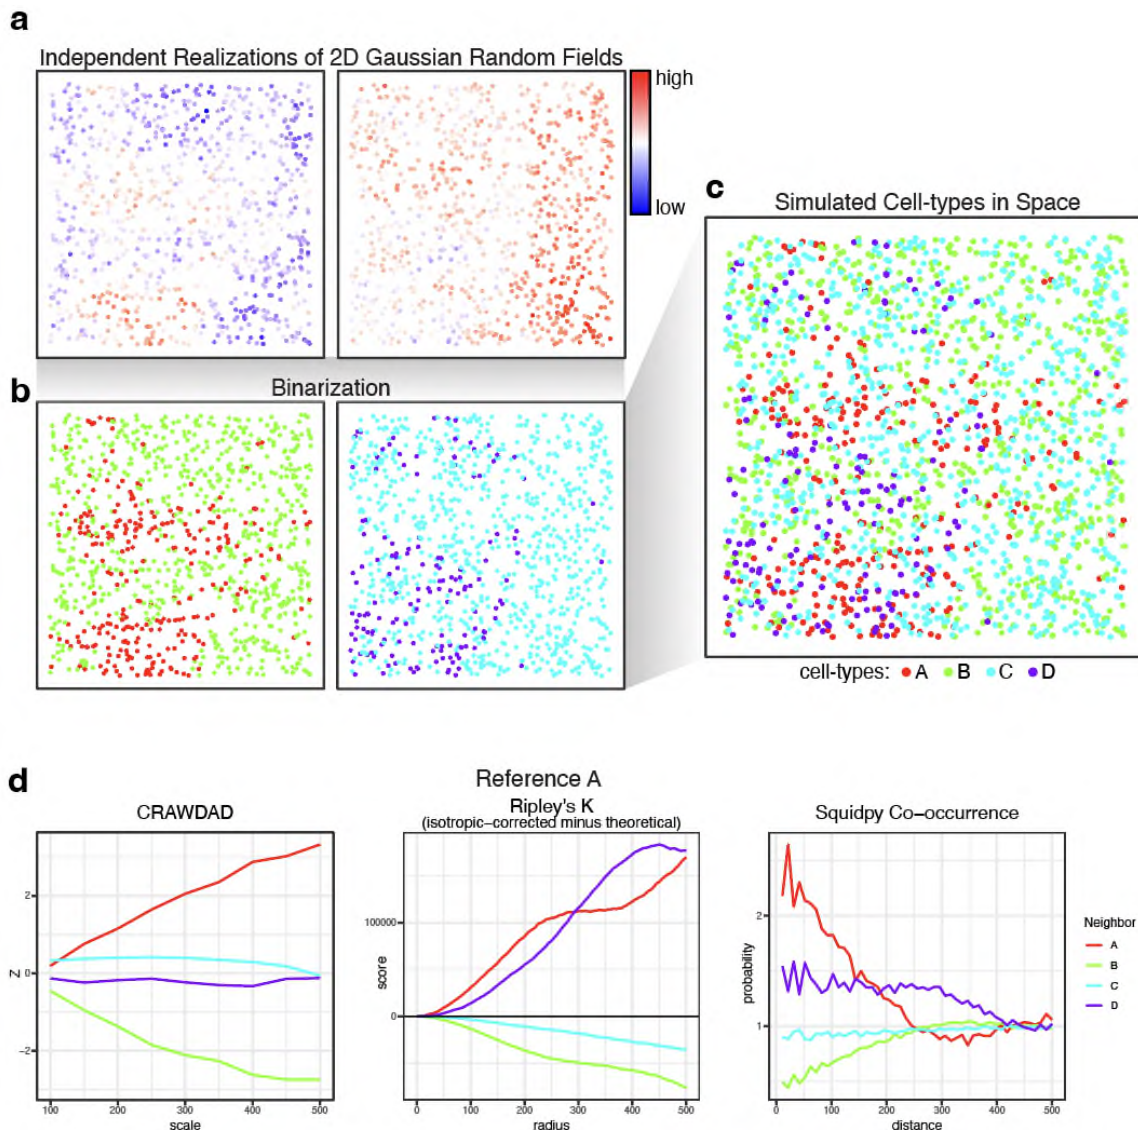 a
Independent Realizations of 2D Gaussian Random Fields
high
low
b
Binarization
c
Simulated Cell-types in Space
cell-types: A B C D
d
Reference A
CRAWDAD
Z
2
0
−2
100 200 300 400 500
scale
Ripley's K
(isotropic−corrected minus theoretical)
score
100000
0
0 100 200 300 400 500
radius
Squidpy Co−occurrence
probability
2
1
0 100 200 300 400 500
distance
Neighbor
A
B
C
D